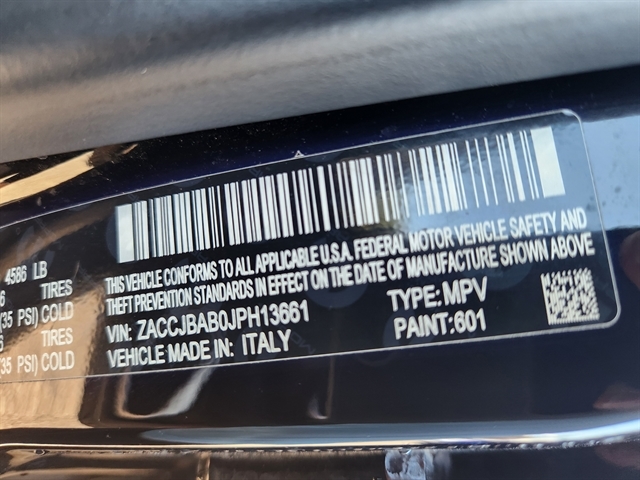 4586 LB
TIRES
(35 PSI) COLD
TIRES
(35 PSI) COLD
THIS VEHICLE CONFORMS TO ALL APPLICABLE U.S.A. FEDERAL MOTOR VEHICLE SAFETY AND
THEFT PREVENTION STANDARDS IN EFFECT ON THE DATE OF MANUFACTURE SHOWN ABOVE
VIN: ZACCJBAB0JPH13661 TYPE: MPV
VEHICLE MADE IN: ITALY PAINT: 601